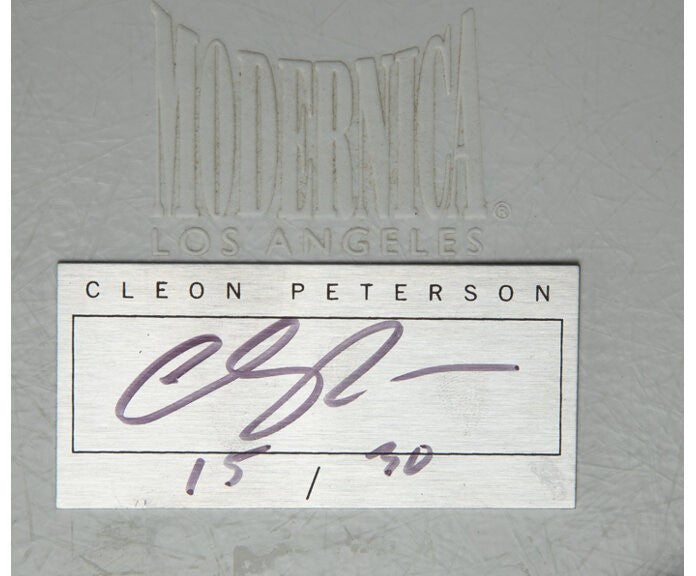 MODERNICA®
LOS ANGELES
CLEON PETERSON
15 / 30